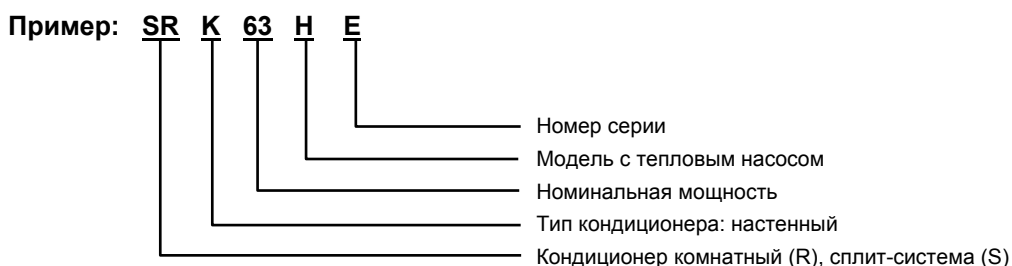 Пример: SR K 63 H E
Номер серии
Модель с тепловым насосом
Номинальная мощность
Тип кондиционера: настенный
Кондиционер комнатный (R), сплит-система (S)